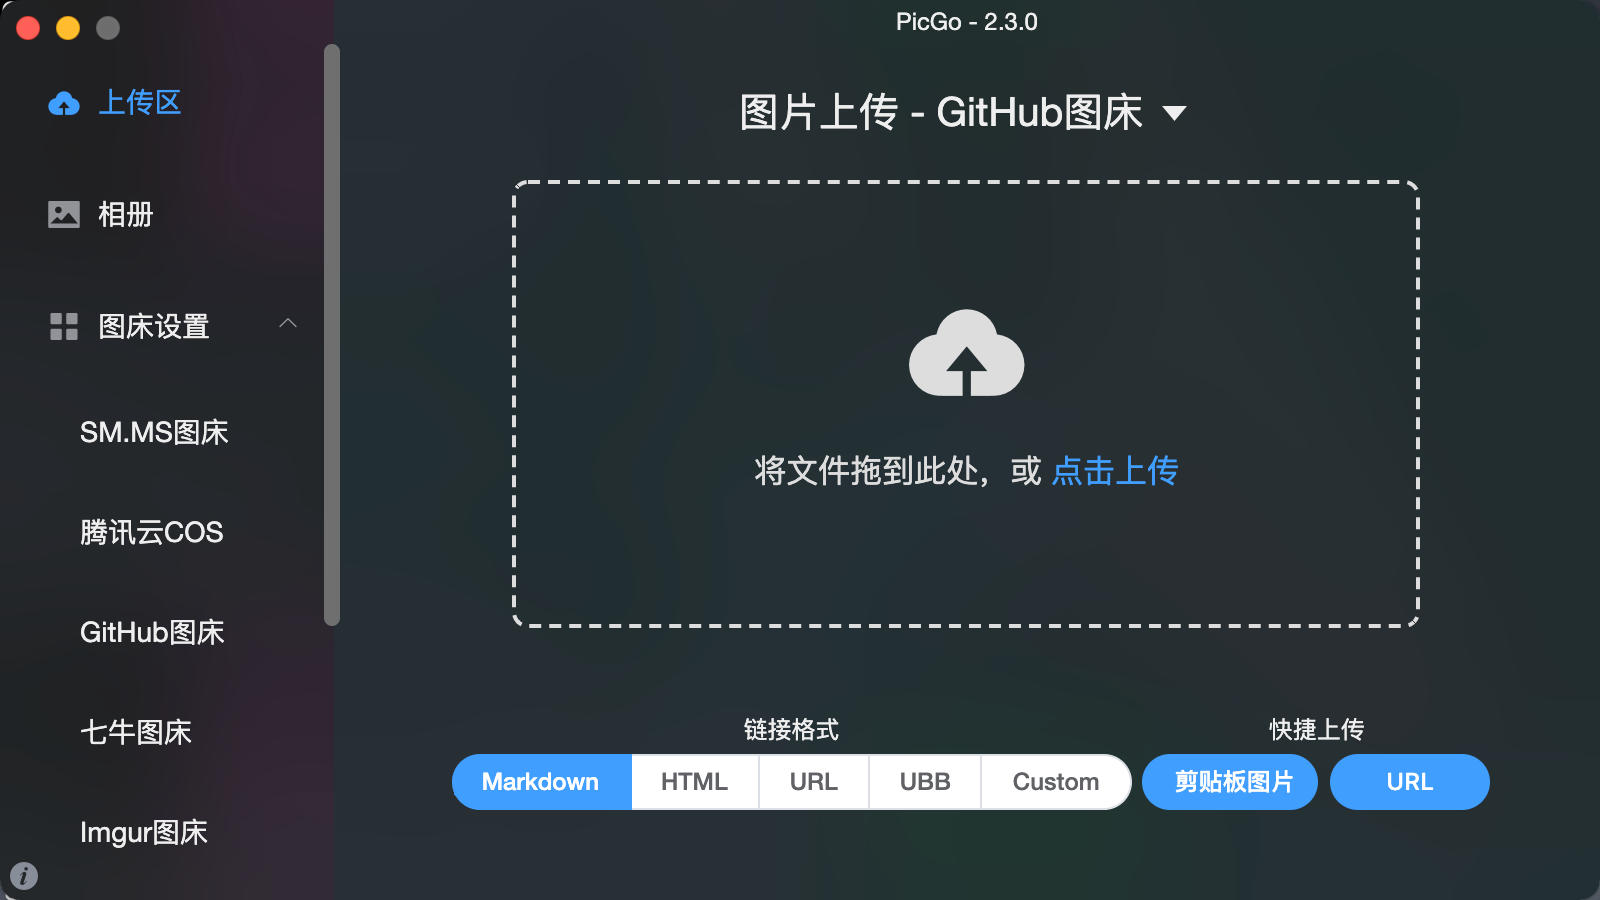 PicGo - 2.3.0
上传区
相册
图床设置
SM.MS图床
腾讯云COS
GitHub图床
七牛图床
Imgur图床
图片上传 - GitHub图床
将文件拖到此处，或 点击上传
链接格式
Markdown HTML URL UBB Custom
快捷上传
剪贴板图片 URL